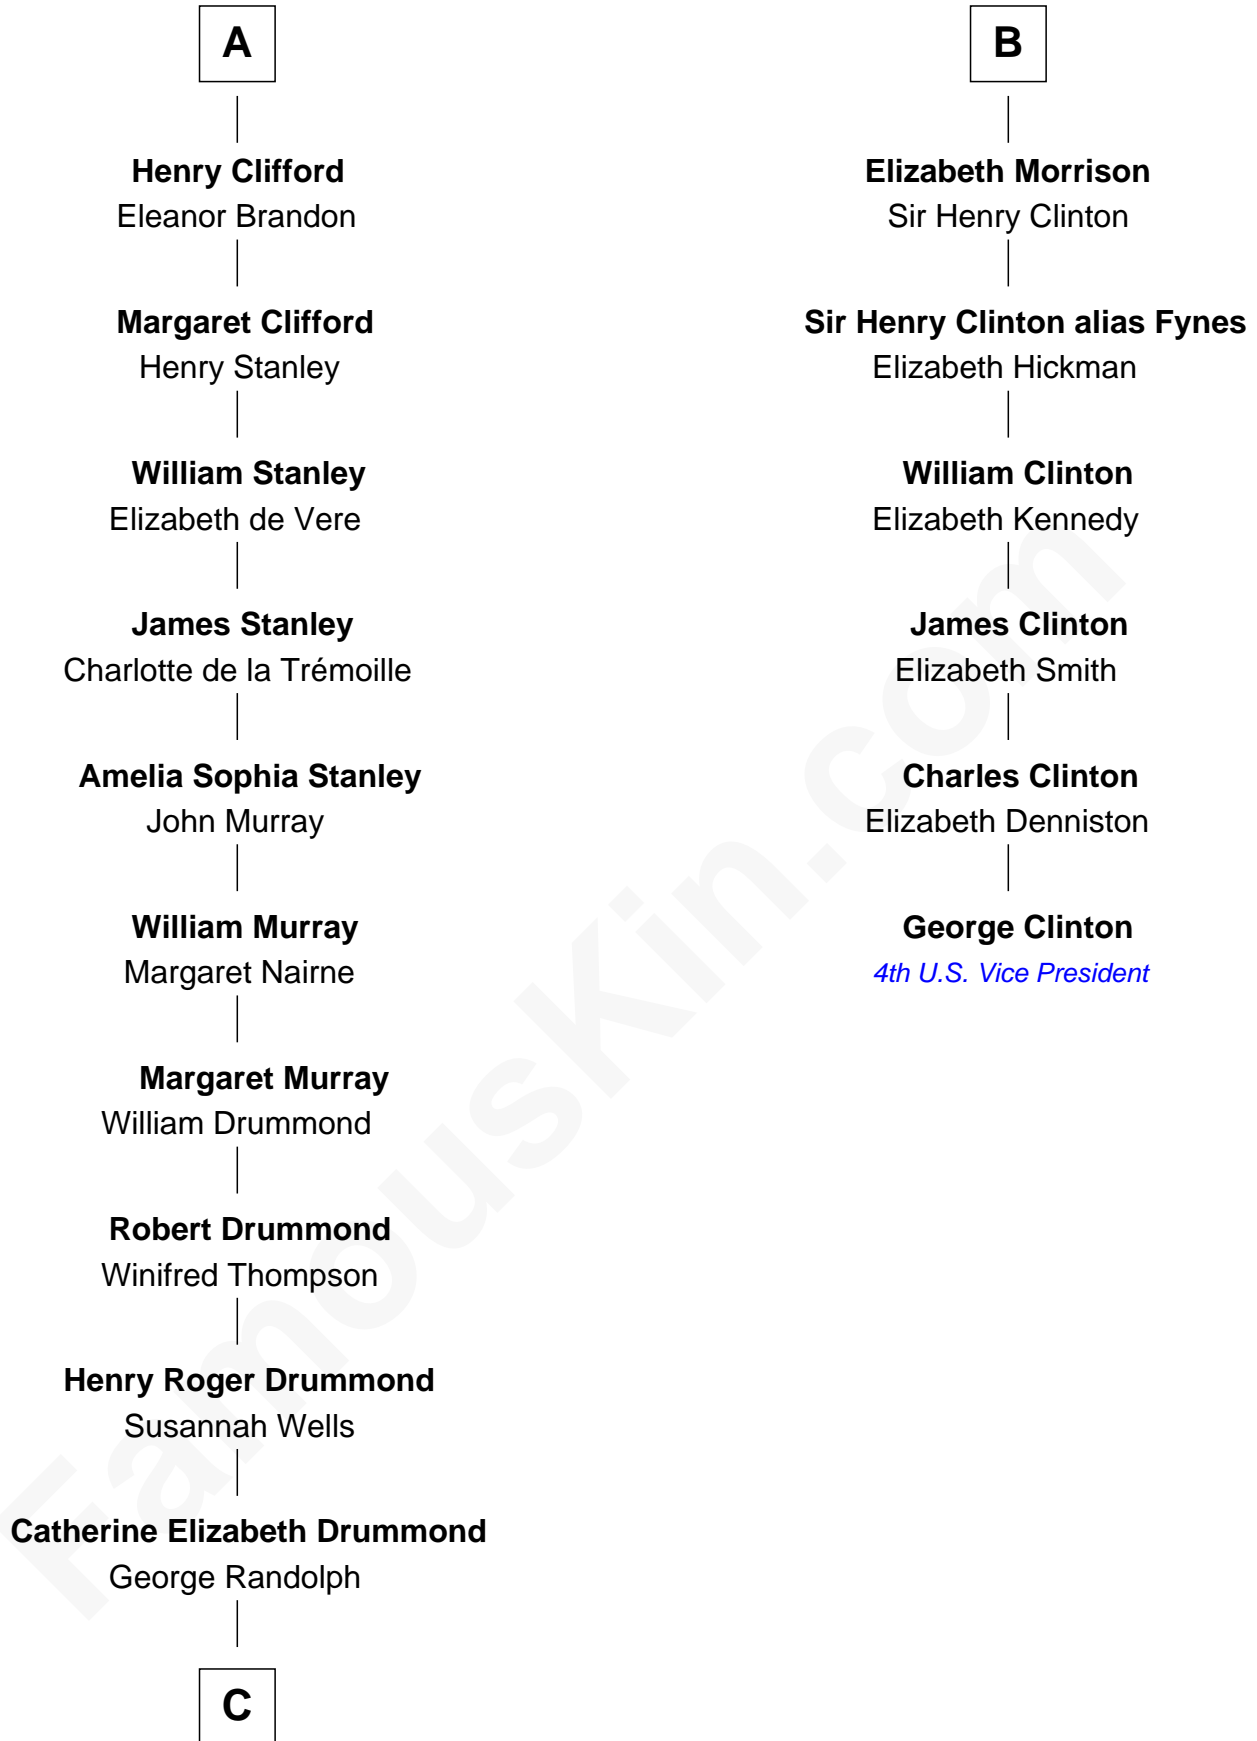 A
Henry Clifford
Eleanor Brandon
Margaret Clifford
Henry Stanley
William Stanley
Elizabeth de Vere
James Stanley
Charlotte de la Trémoille
Amelia Sophia Stanley
John Murray
William Murray
Margaret Nairne
Margaret Murray
William Drummond
Robert Drummond
Winifred Thompson
Henry Roger Drummond
Susannah Wells
Catherine Elizabeth Drummond
George Randolph
C
B
Elizabeth Morrison
Sir Henry Clinton
Sir Henry Clinton alias Fynes
Elizabeth Hickman
William Clinton
Elizabeth Kennedy
James Clinton
Elizabeth Smith
Charles Clinton
Elizabeth Denniston
George Clinton
4th U.S. Vice President
FamousKin.com